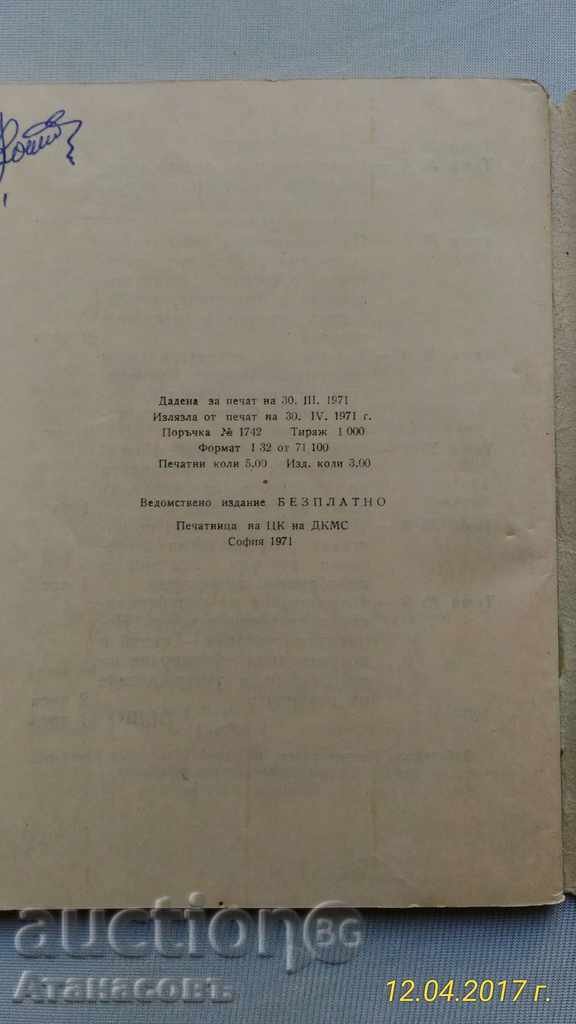 Дадена за печат на 30. III. 1971
Излязла от печат на 30. IV. 1971 г.
Поръчка № 1742 Тираж 1 000
Формат 1 32 от 71 100
Печатни коли 5.00 Изд. коли 3.00
Ведомствено издание БЕЗПЛАТНО
Печатница на ЦК на ДКМС
София 1971
auctionBG
Атанасовъ
12.04.2017 г.